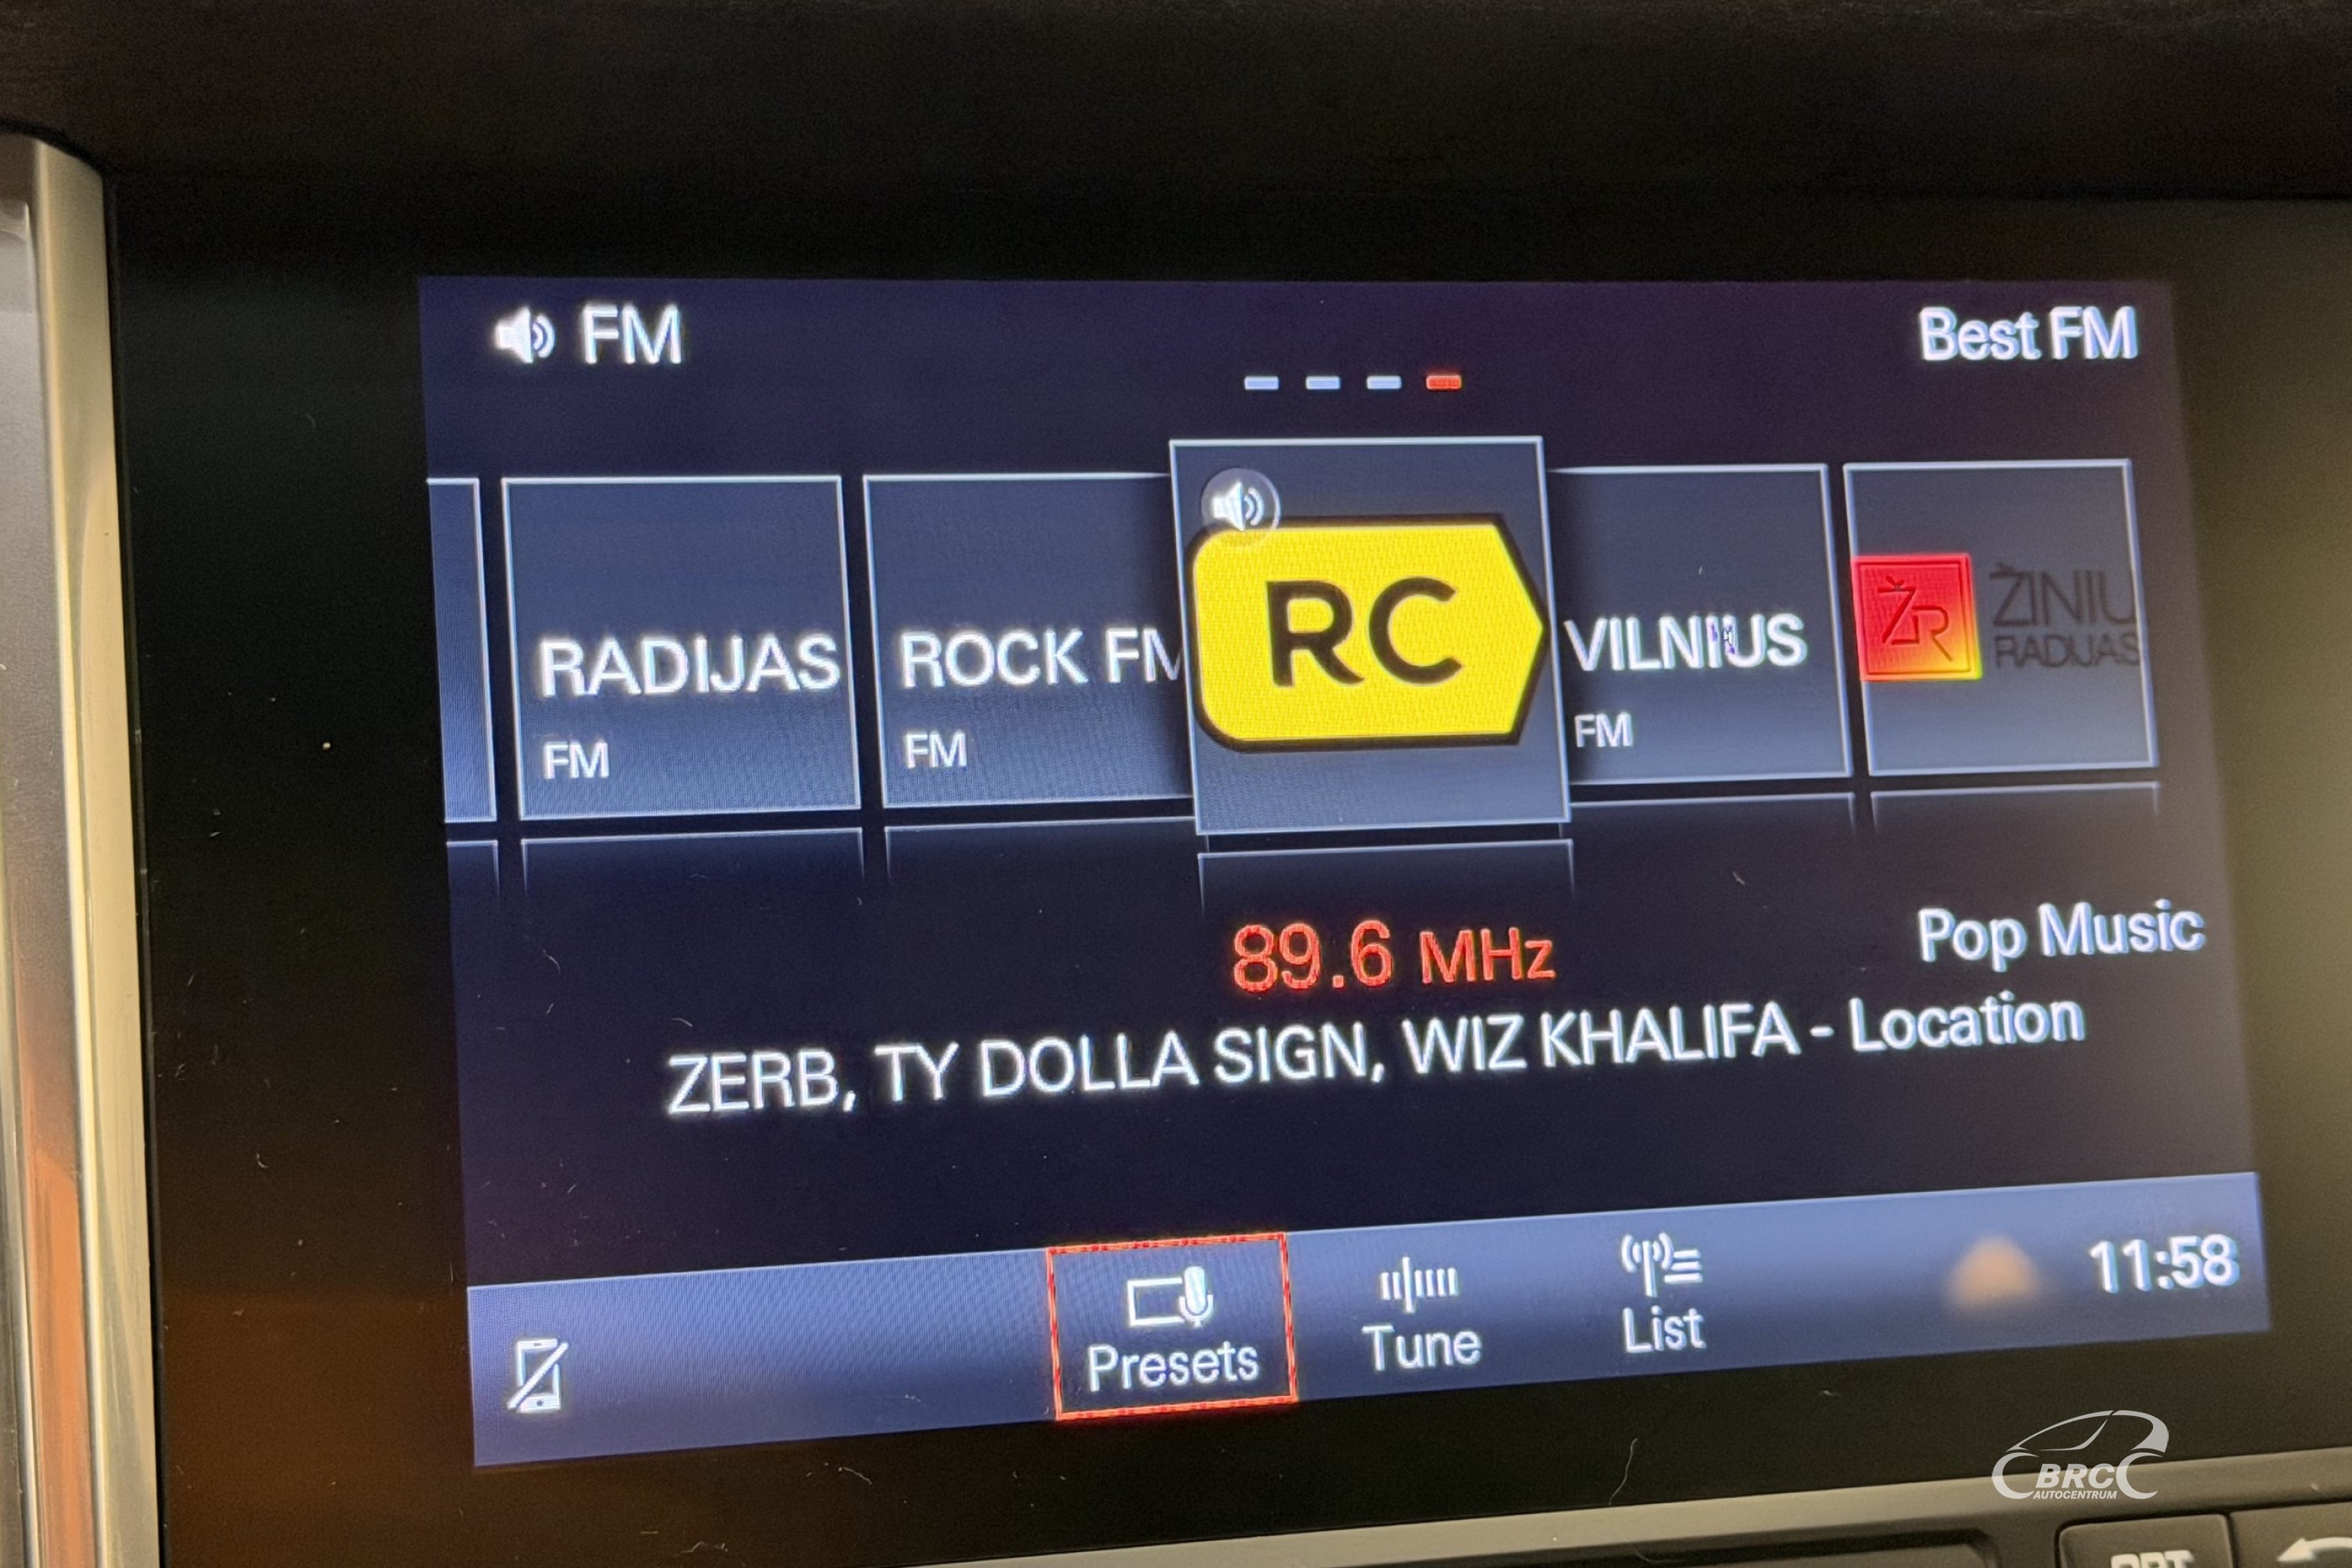 FM
Best FM
RADIJAS
FM
ROCK FM
FM
RC
VILNIUS
FM
ŽR
ŽINIŲ
RADIJAS
89.6 MHz
Pop Music
ZERB, TY DOLLA SIGN, WIZ KHALIFA - Location
Presets
Tune
List
11:58
BRC
AUTOCENTRUM